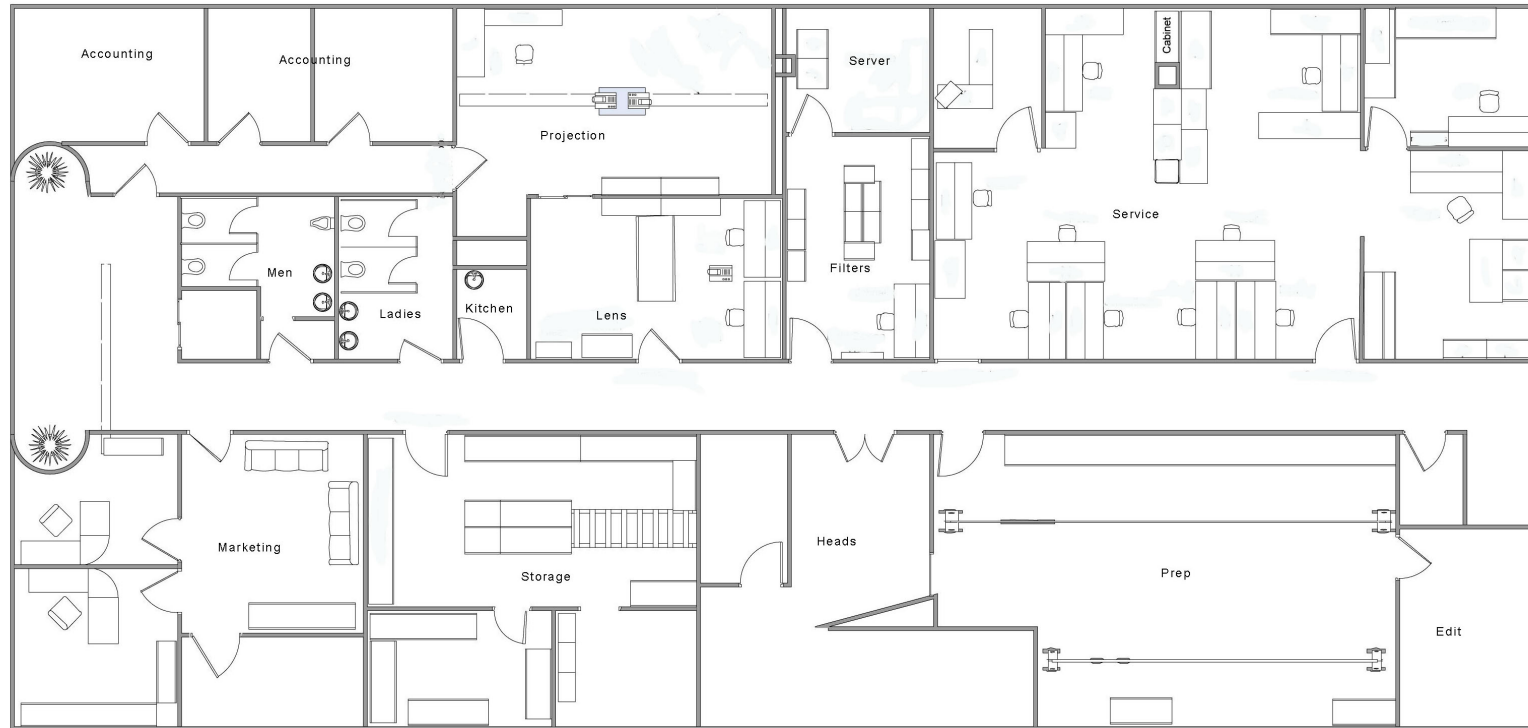 Accounting
Accounting
Projection
Server
Cabinet
Service
Men
Ladies
Kitchen
Lens
Filters
Marketing
Storage
Heads
Prep
Edit